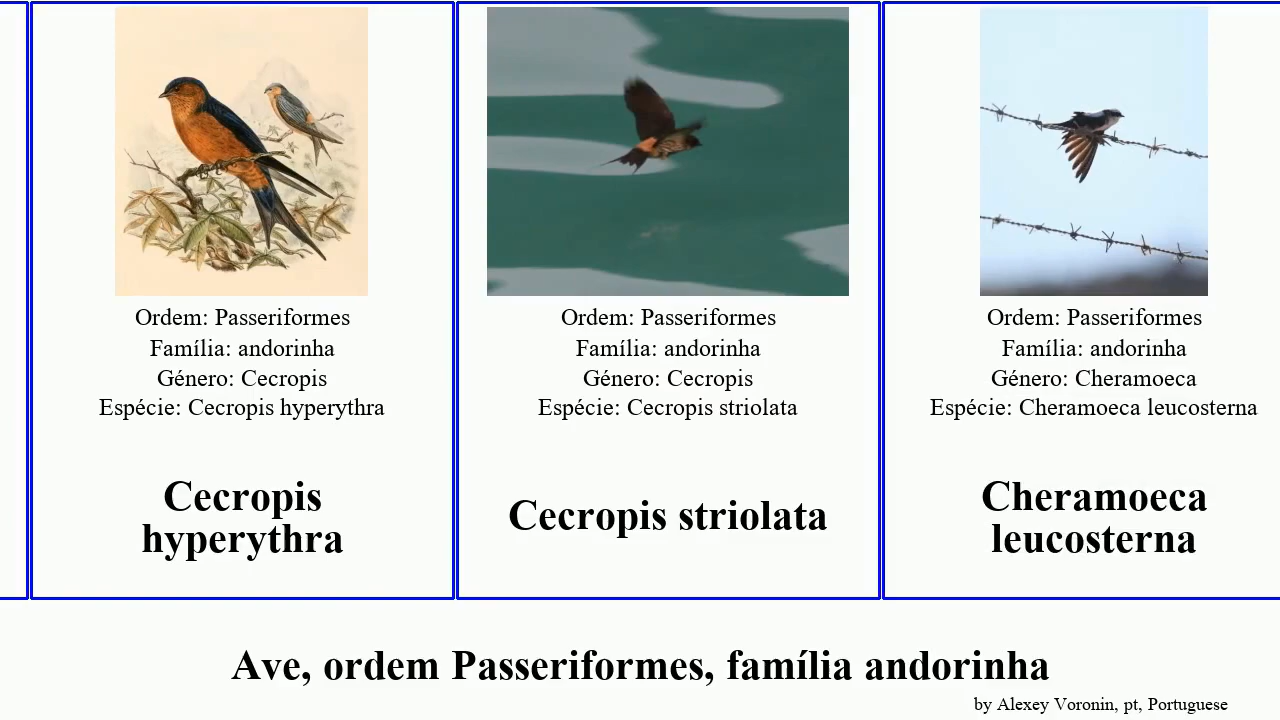 Ordem: Passeriformes
Família: andorinha
Género: Cecropis
Espécie: Cecropis hyperythra
Cecropis
hyperythra
Ordem: Passeriformes
Família: andorinha
Género: Cecropis
Espécie: Cecropis striolata
Cecropis striolata
Ordem: Passeriformes
Família: andorinha
Género: Cheramoeca
Espécie: Cheramoeca leucosterna
Cheramoeca
leucosterna
Ave, ordem Passeriformes, família andorinha
by Alexey Voronin, pt, Portuguese